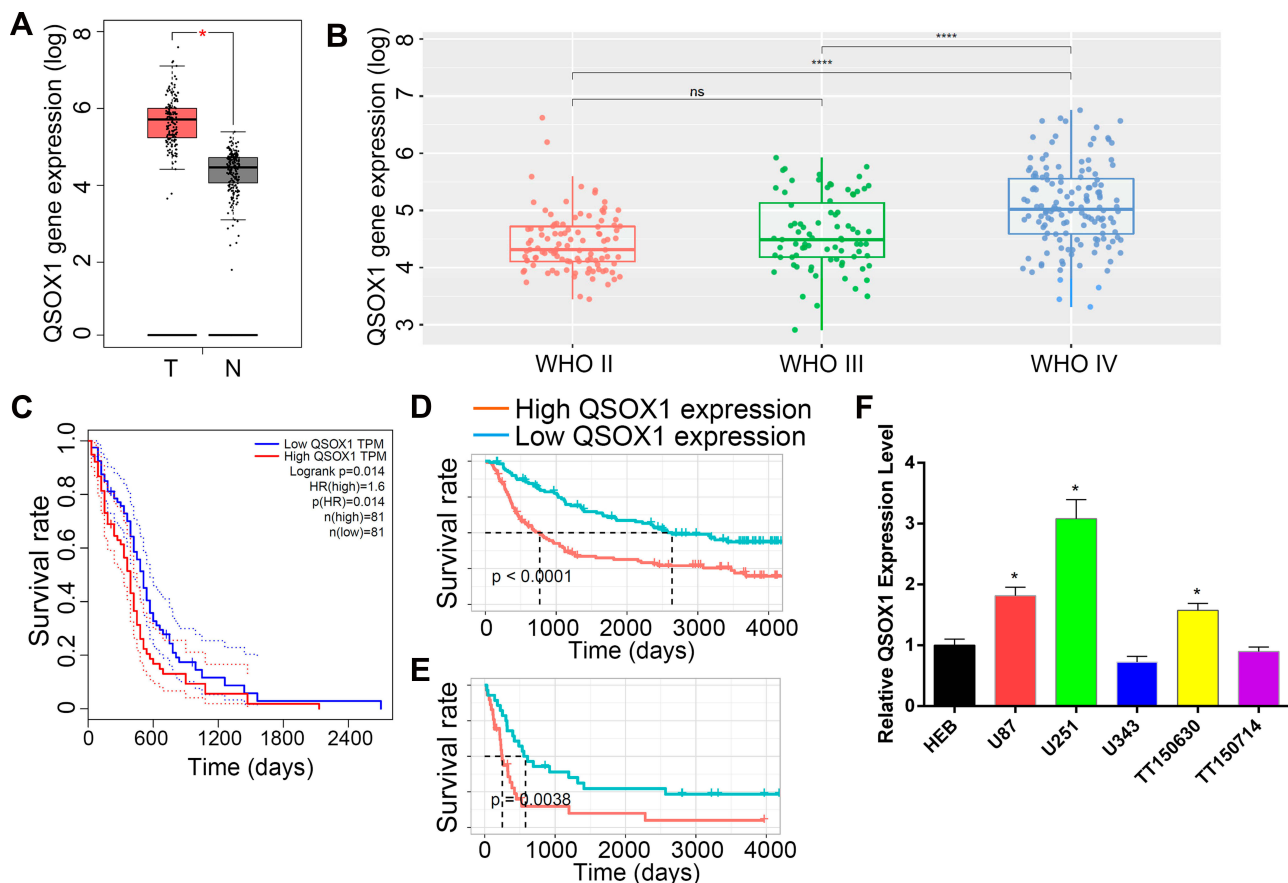 A
QSOX1 gene expression (log)
8
6
4
2
0
*
T N
B
QSOX1 gene expression (log)
8
7
6
5
4
3
****
****
ns
WHO II WHO III WHO IV
C
Survival rate
1.0
0.8
0.6
0.4
0.2
0
Low QSOX1 TPM
High QSOX1 TPM
Logrank p=0.014
HR(high)=1.6
p(HR)=0.014
n(high)=81
n(low)=81
0 600 1200 1800 2400
Time (days)
D
High QSOX1 expression
Low QSOX1 expression
Survival rate
p < 0.0001
0 1000 2000 3000 4000
Time (days)
E
Survival rate
p = 0.0038
0 1000 2000 3000 4000
Time (days)
F
Relative QSOX1 Expression Level
4
3
2
1
0
*
*
*
HEB U87 U251 U343 TT150630 TT150714